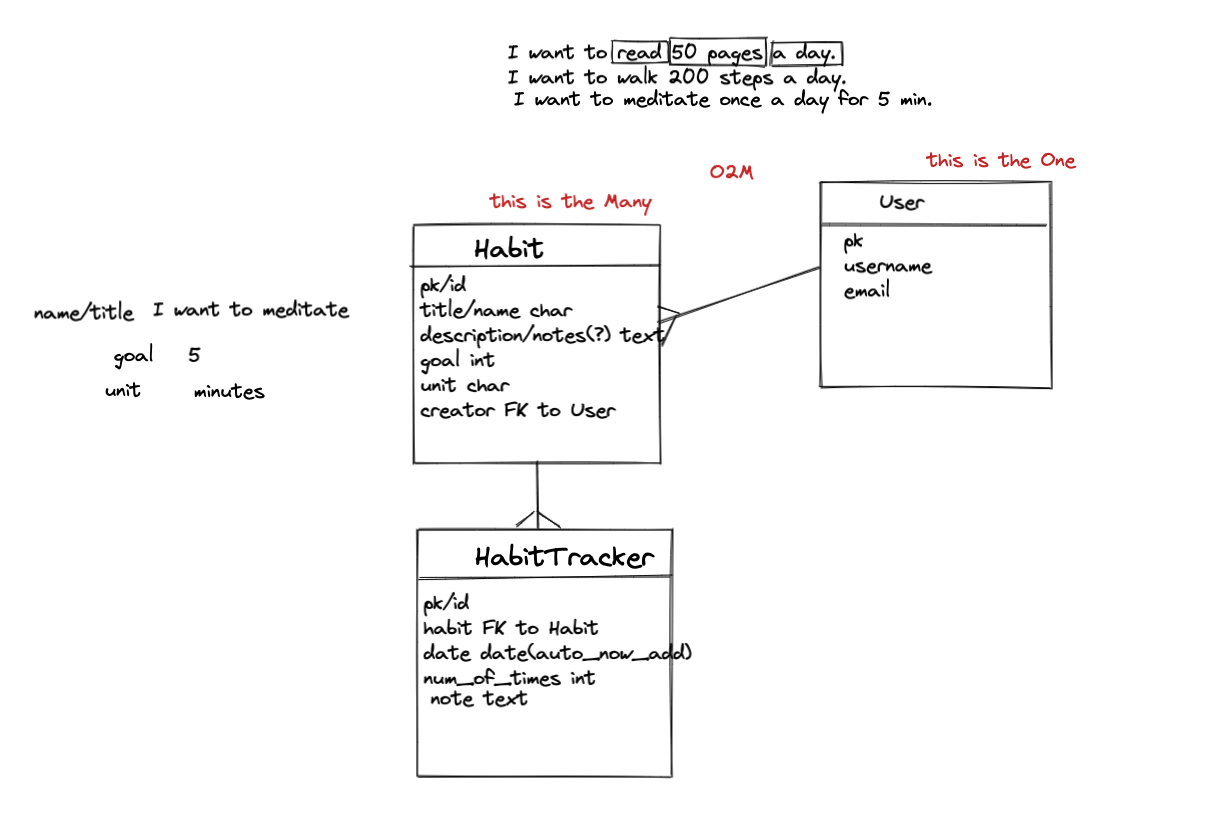 I want to read 50 pages a day.
I want to walk 200 steps a day.
I want to meditate once a day for 5 min.
this is the One
O2M
this is the Many
User
pk
username
email
Habit
pk/id
title/name char
description/notes(?) text
goal int
unit char
creator FK to User
name/title I want to meditate
goal 5
unit minutes
HabitTracker
pk/id
habit FK to Habit
date date(auto_now_add)
num_of_times int
note text